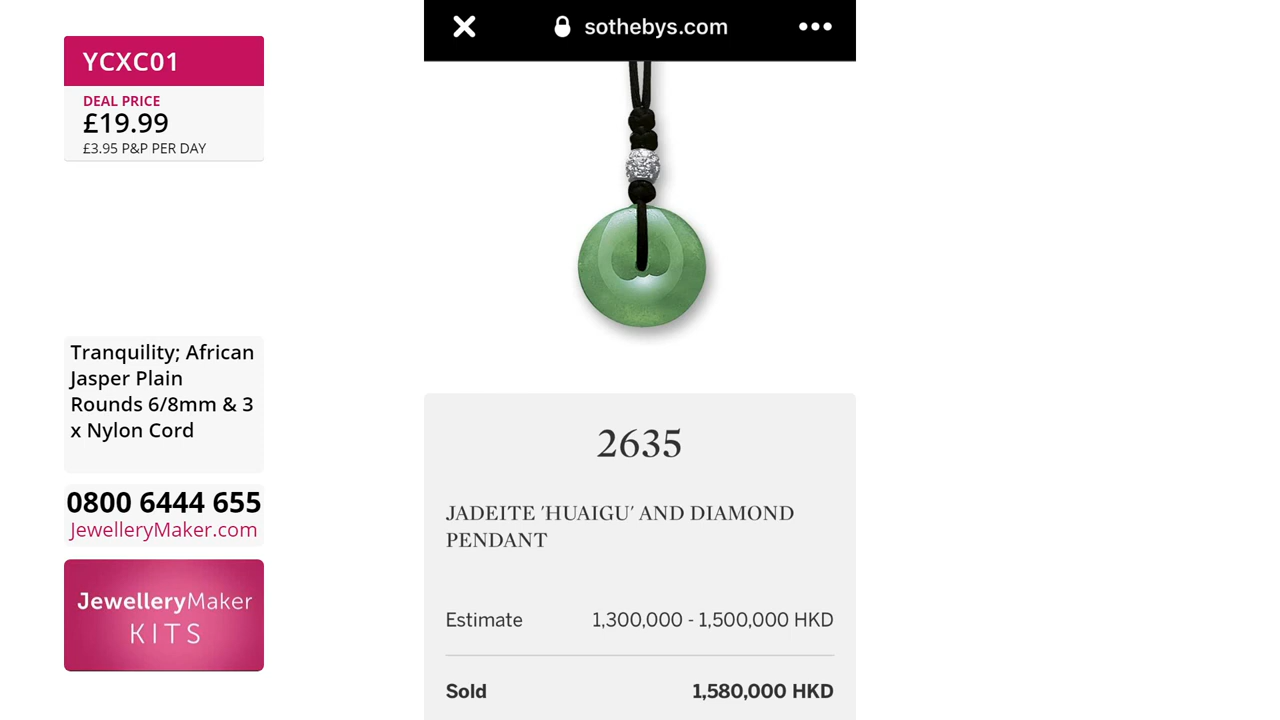 YCXC01
DEAL PRICE
£19.99
£3.95 P&P PER DAY
Tranquility; African
Jasper Plain
Rounds 6/8mm & 3
x Nylon Cord
0800 6444 655
JewelleryMaker.com
JewelleryMaker
KITS
sothebys.com
2635
JADEITE 'HUAIGU' AND DIAMOND
PENDANT
Estimate 1,300,000 - 1,500,000 HKD
Sold 1,580,000 HKD